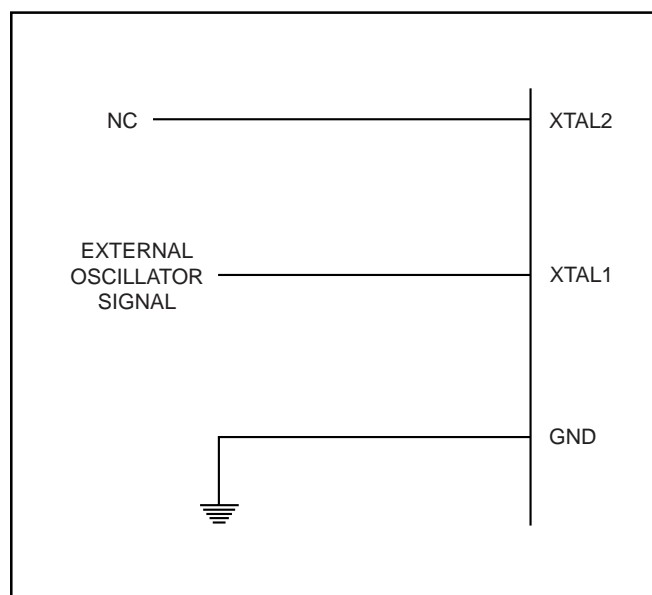 NC
XTAL2
EXTERNAL
OSCILLATOR
SIGNAL
XTAL1
GND